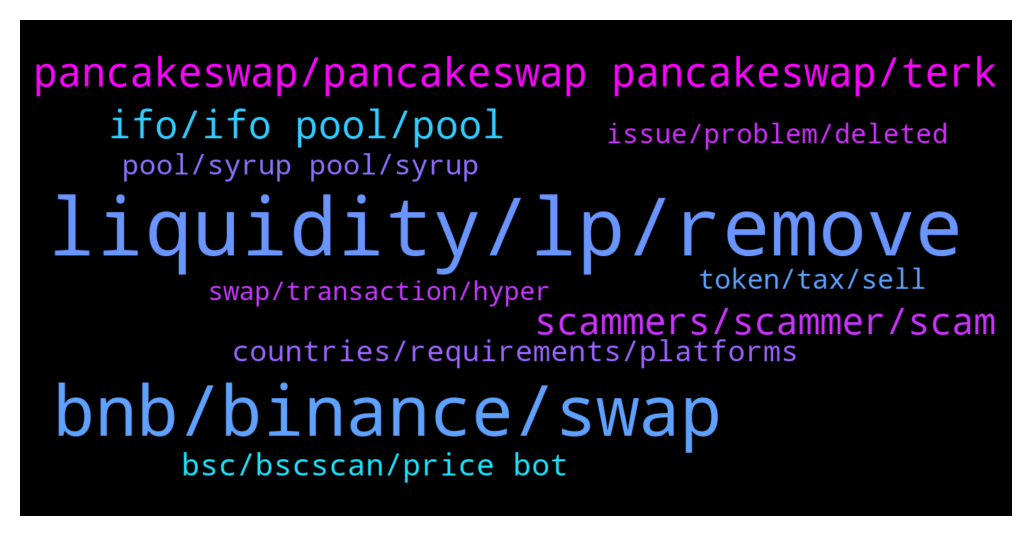 pancakeswap/pancakeswap pancakeswap/terk
ifo/ifo pool/pool
issue/problem/deleted
pool/syrup pool/syrup
liquidity/lp/remove
token/tax/sell
swap/transaction/hyper
scammers/scammer/scam
countries/requirements/platforms
bnb/binance/swap
bsc/bscscan/price bot